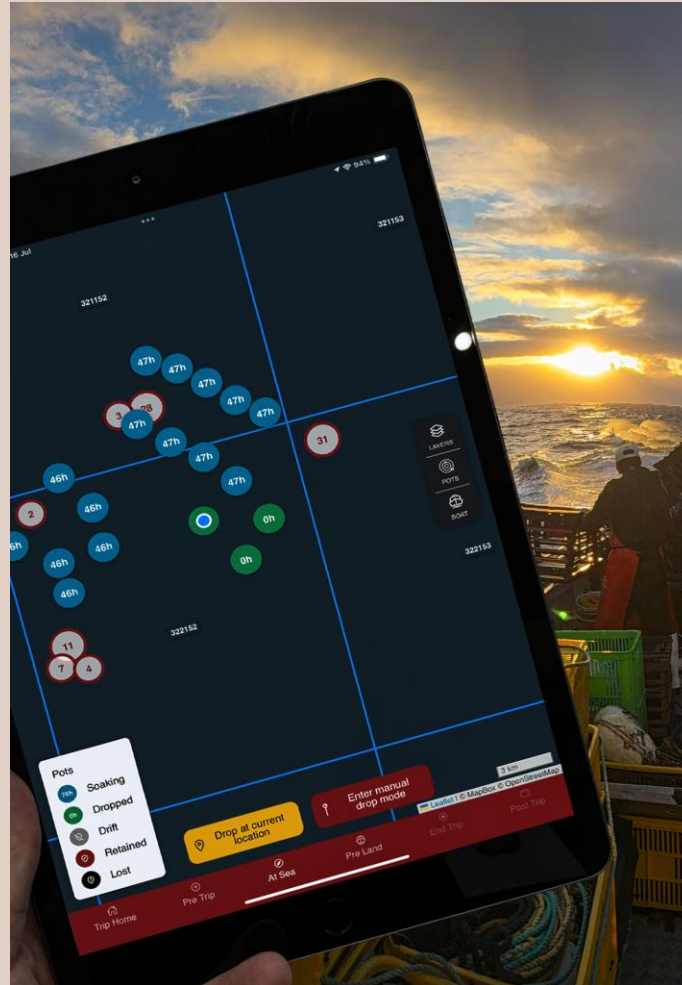 16 Jul
94%
321153
321152
47h
47h
47h
47h
47h
3
28
47h
47h
47h
47h
31
LAYERS
POTS
BOAT
46h
2
46h
0h
46h
46h
0h
46h
322153
322152
11
7
4
Pots
76h Soaking
0h Dropped
Drift
Retained
Lost
Drop at current
location
Enter manual
drop mode
3 km
Leaflet | © MapBox © OpenStreetMap
Trip Home
Pre Trip
At Sea
Pre Land
End Trip
Post Trip